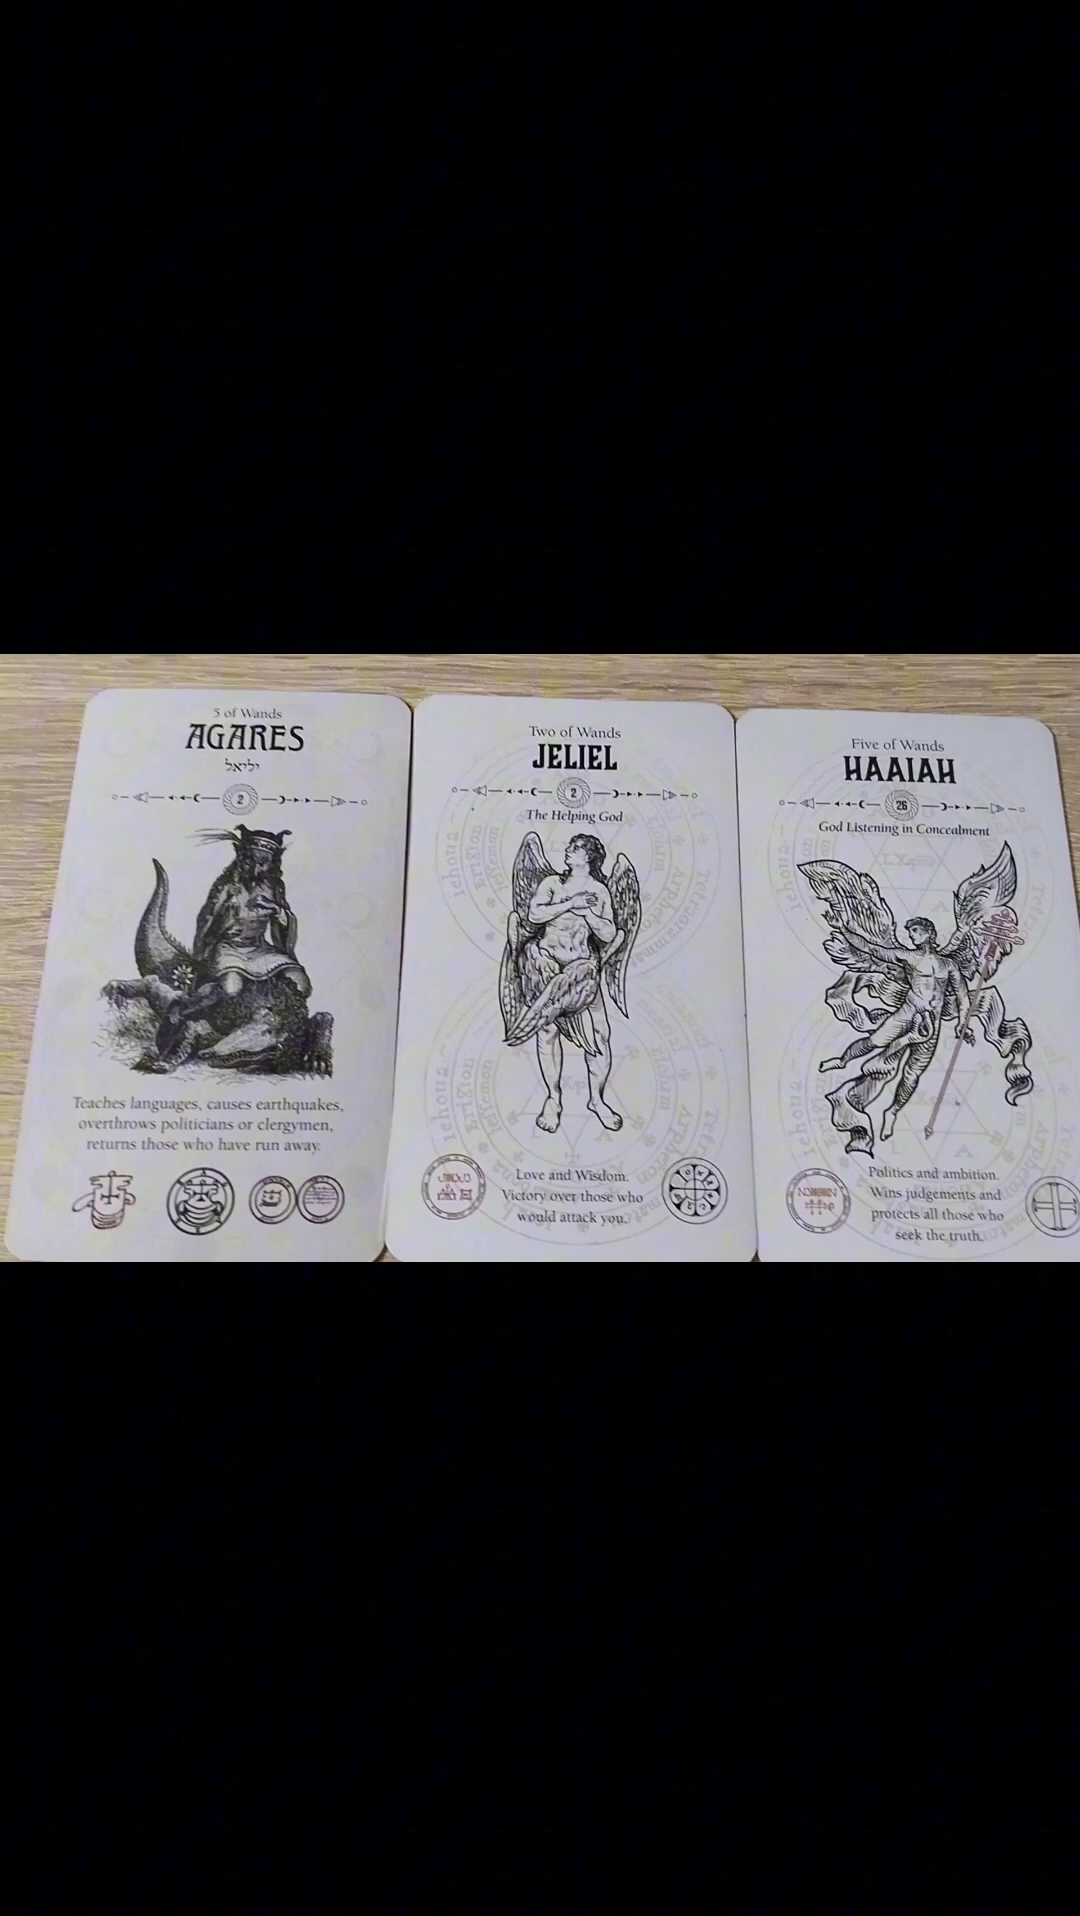 5 of Wands
AGARES
יליאל
2
Teaches languages, causes earthquakes,
overthrows politicians or clergymen,
returns those who have run away.
Two of Wands
JELIEL
2
The Helping God
Love and Wisdom.
Victory over those who
would attack you.
Five of Wands
HAAIAH
26
God Listening in Concealment
Politics and ambition.
Wins judgements and
protects all those who
seek the truth.